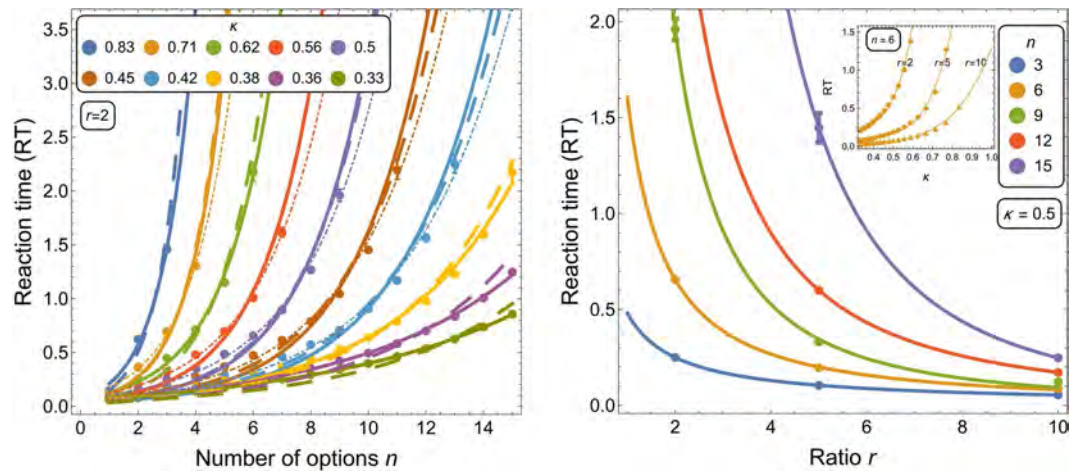 κ
0.83 0.71 0.62 0.56 0.5
0.45 0.42 0.38 0.36 0.33
r=2
3.5
3.0
2.5
2.0
1.5
1.0
0.5
0.0
Reaction time (RT)
0 2 4 6 8 10 12 14
Number of options n
2.0
1.5
1.0
0.5
0.0
Reaction time (RT)
2 4 6 8 10
Ratio r
n=6
r=2 r=5 r=10
1.5
1.0
0.5
0.0
RT
0.4 0.5 0.6 0.7 0.8 0.9 1.0
κ
n
3
6
9
12
15
κ = 0.5